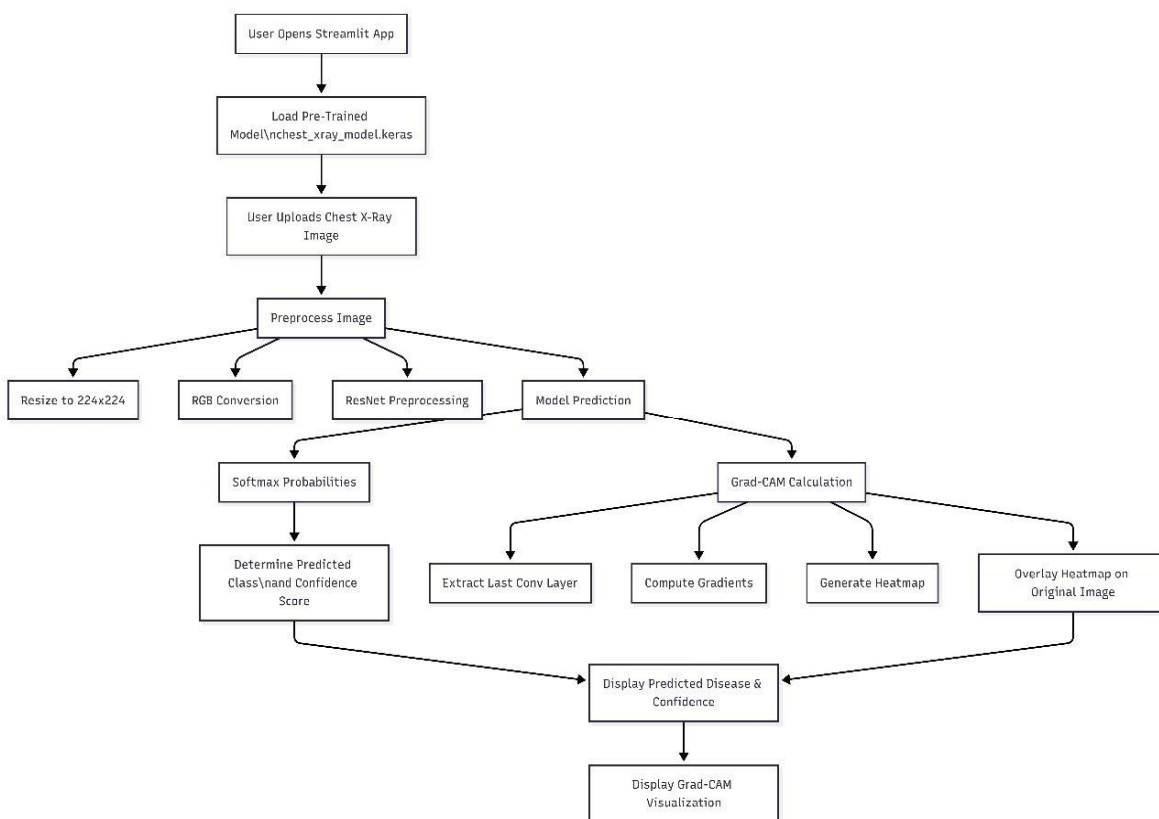 User Opens Streamlit App
Load Pre-Trained
Model\nchest_xray_model.keras
User Uploads Chest X-Ray
Image
Preprocess Image
Resize to 224x224
RGB Conversion
ResNet Preprocessing
Model Prediction
Softmax Probabilities
Grad-CAM Calculation
Determine Predicted
Class\nand Confidence
Score
Extract Last Conv Layer
Compute Gradients
Generate Heatmap
Overlay Heatmap on
Original Image
Display Predicted Disease &
Confidence
Display Grad-CAM
Visualization